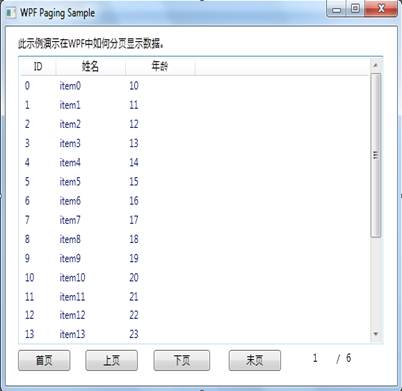 WPF Paging Sample
此示例演示在WPF中如何分页显示数据。
ID 姓名 年龄
0 item0 10
1 item1 11
2 item2 12
3 item3 13
4 item4 14
5 item5 15
6 item6 16
7 item7 17
8 item8 18
9 item9 19
10 item10 20
11 item11 21
12 item12 22
13 item13 23
首页 上页 下页 末页 1 / 6